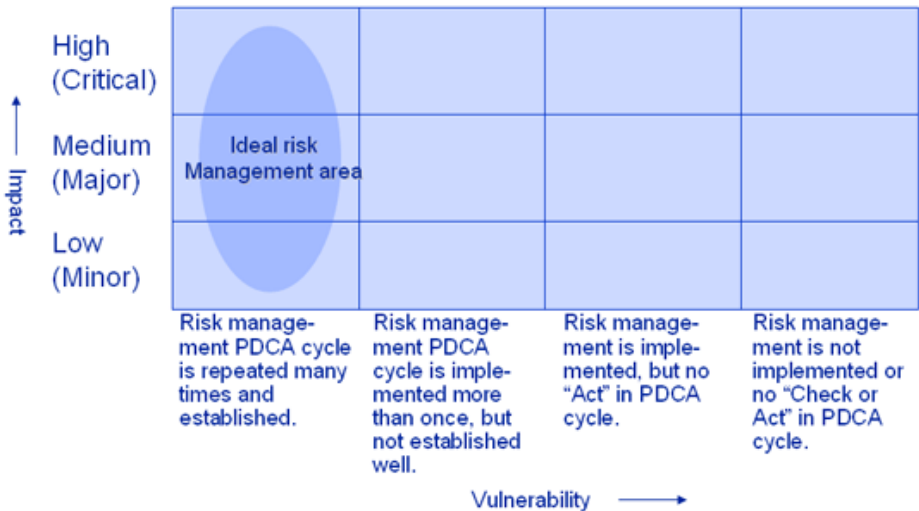 High
(Critical)
Medium
(Major)
Low
(Minor)
Impact
Ideal risk
Management area
Risk manage-
ment PDCA cycle
is repeated many
times and
established.
Risk manage-
ment PDCA
cycle is imple-
mented more
than once, but
not established
well.
Risk manage-
ment is imple-
mented, but no
“Act” in PDCA
cycle.
Risk manage-
ment is not
implemented or
no “Check or
Act” in PDCA
cycle.
Vulnerability